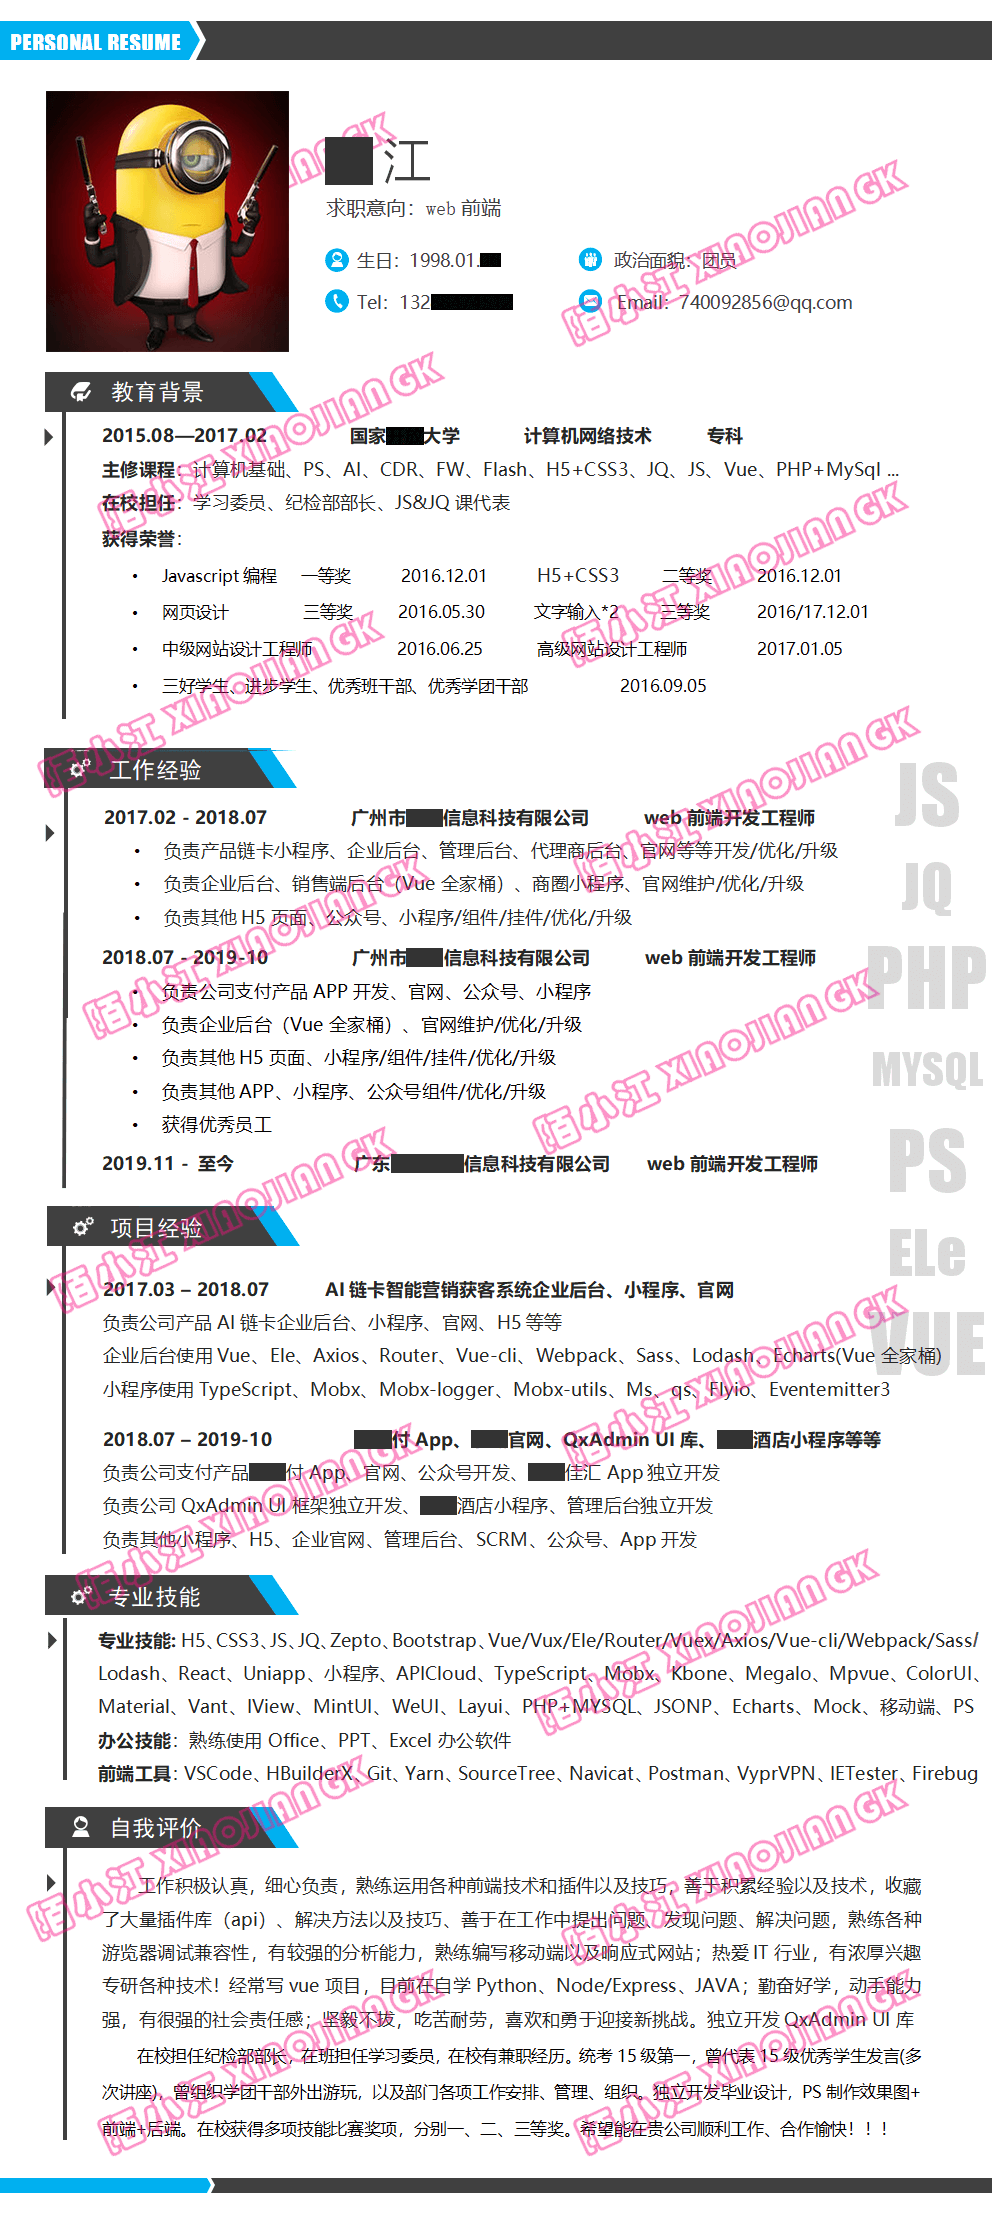 PERSONAL RESUME
江
求职意向：web 前端
生日：1998.01. 政治面貌：团员
Tel：132 Email：740092856@qq.com
教育背景
2015.08—2017.02 国家 大学 计算机网络技术 专科
主修课程：计算机基础、PS、AI、CDR、FW、Flash、H5+CSS3、JQ、JS、Vue、PHP+MySql ...
在校担任：学习委员、纪检部部长、JS&JQ 课代表
获得荣誉：
• Javascript 编程 一等奖 2016.12.01 H5+CSS3 二等奖 2016.12.01
• 网页设计 三等奖 2016.05.30 文字输入*2 三等奖 2016/17.12.01
• 中级网站设计工程师 2016.06.25 高级网站设计工程师 2017.01.05
• 三好学生、进步学生、优秀班干部、优秀学团干部 2016.09.05
工作经验
2017.02 - 2018.07 广州市 信息科技有限公司 web 前端开发工程师
• 负责产品链卡小程序、企业后台、管理后台、代理商后台、官网等等开发/优化/升级
• 负责企业后台、销售端后台（Vue 全家桶）、商圈小程序、官网维护/优化/升级
• 负责其他 H5 页面、公众号、小程序/组件/挂件/优化/升级
2018.07 - 2019-10 广州市 信息科技有限公司 web 前端开发工程师
• 负责公司支付产品 APP 开发、官网、公众号、小程序
• 负责企业后台（Vue 全家桶）、官网维护/优化/升级
• 负责其他 H5 页面、小程序/组件/挂件/优化/升级
• 负责其他 APP、小程序、公众号组件/优化/升级
• 获得优秀员工
2019.11 - 至今 广东 信息科技有限公司 web 前端开发工程师
JS
JQ
PHP
MYSQL
PS
ELe
VUE
项目经验
2017.03 – 2018.07 AI 链卡智能营销获客系统企业后台、小程序、官网
负责公司产品 AI 链卡企业后台、小程序、官网、H5 等等
企业后台使用 Vue、Ele、Axios、Router、Vue-cli、Webpack、Sass、Lodash、Echarts(Vue 全家桶)
小程序使用 TypeScript、Mobx、Mobx-logger、Mobx-utils、Ms、qs、Flyio、Eventemitter3
2018.07 – 2019-10 付 App、 官网、QxAdmin UI 库、 酒店小程序等等
负责公司支付产品 付 App、官网、公众号开发、 佳汇 App 独立开发
负责公司 QxAdmin UI 框架独立开发、 酒店小程序、管理后台独立开发
负责其他小程序、H5、企业官网、管理后台、SCRM、公众号、App 开发
专业技能
专业技能: H5、CSS3、JS、JQ、Zepto、Bootstrap、Vue/Vux/Ele/Router/Vuex/Axios/Vue-cli/Webpack/Sass/
Lodash、React、Uniapp、小程序、APICloud、TypeScript、Mobx、Kbone、Megalo、Mpvue、ColorUI、
Material、Vant、IView、MintUI、WeUI、Layui、PHP+MYSQL、JSONP、Echarts、Mock、移动端、PS
办公技能：熟练使用 Office、PPT、Excel 办公软件
前端工具：VSCode、HBuilderX、Git、Yarn、SourceTree、Navicat、Postman、VyprVPN、IETester、Firebug
自我评价
工作积极认真，细心负责，熟练运用各种前端技术和插件以及技巧，善于积累经验以及技术，收藏
了大量插件库（api）、解决方法以及技巧、善于在工作中提出问题、发现问题、解决问题，熟练各种
游览器调试兼容性，有较强的分析能力，熟练编写移动端以及响应式网站；热爱 IT 行业，有浓厚兴趣
专研各种技术！经常写 vue 项目，目前在自学 Python、Node/Express、JAVA；勤奋好学，动手能力
强，有很强的社会责任感；坚毅不拔，吃苦耐劳，喜欢和勇于迎接新挑战。独立开发 QxAdmin UI 库
在校担任纪检部部长，在班担任学习委员，在校有兼职经历。统考 15 级第一，曾代表 15 级优秀学生发言(多
次讲座)，曾组织学团干部外出游玩，以及部门各项工作安排、管理、组织。独立开发毕业设计，PS 制作效果图+
前端+后端。在校获得多项技能比赛奖项，分别一、二、三等奖。希望能在贵公司顺利工作、合作愉快！！！